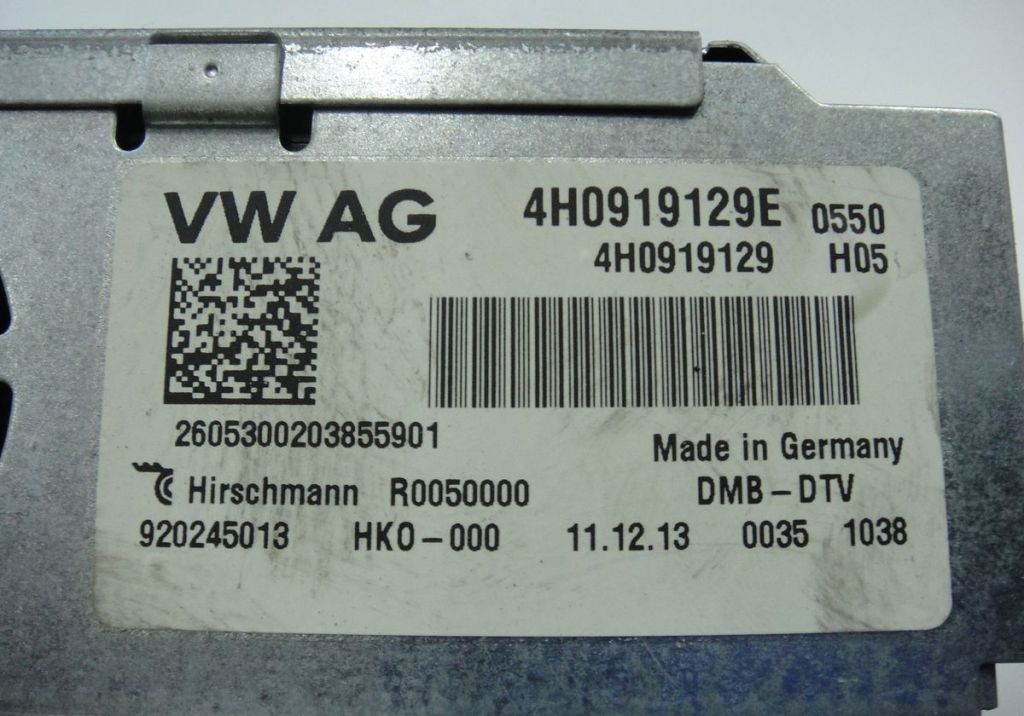 VW AG 4H0919129E 0550
4H0919129 H05
2605300203855901
Made in Germany
Hirschmann R0050000 DMB-DTV
920245013 HK0-000 11.12.13 0035 1038